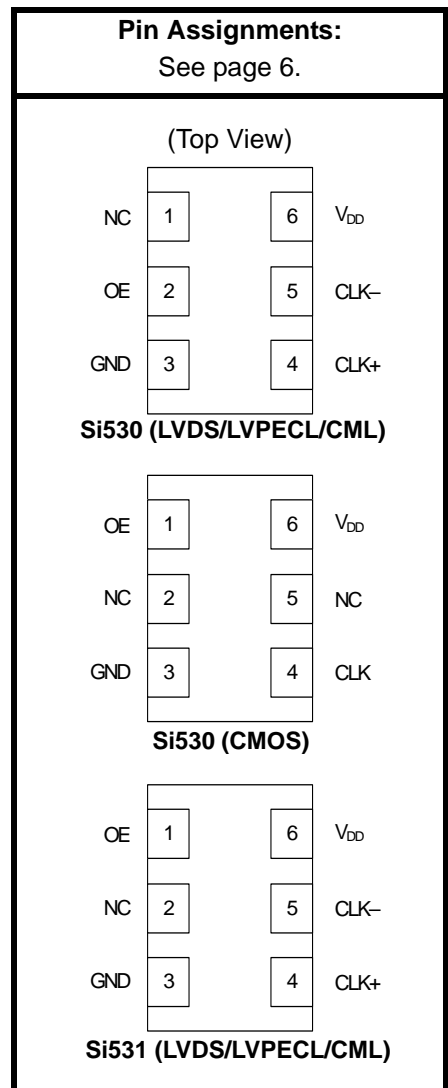 Pin Assignments:
See page 6.
(Top View)
NC 1 6 VDD
OE 2 5 CLK–
GND 3 4 CLK+
Si530 (LVDS/LVPECL/CML)
OE 1 6 VDD
NC 2 5 NC
GND 3 4 CLK
Si530 (CMOS)
OE 1 6 VDD
NC 2 5 CLK–
GND 3 4 CLK+
Si531 (LVDS/LVPECL/CML)